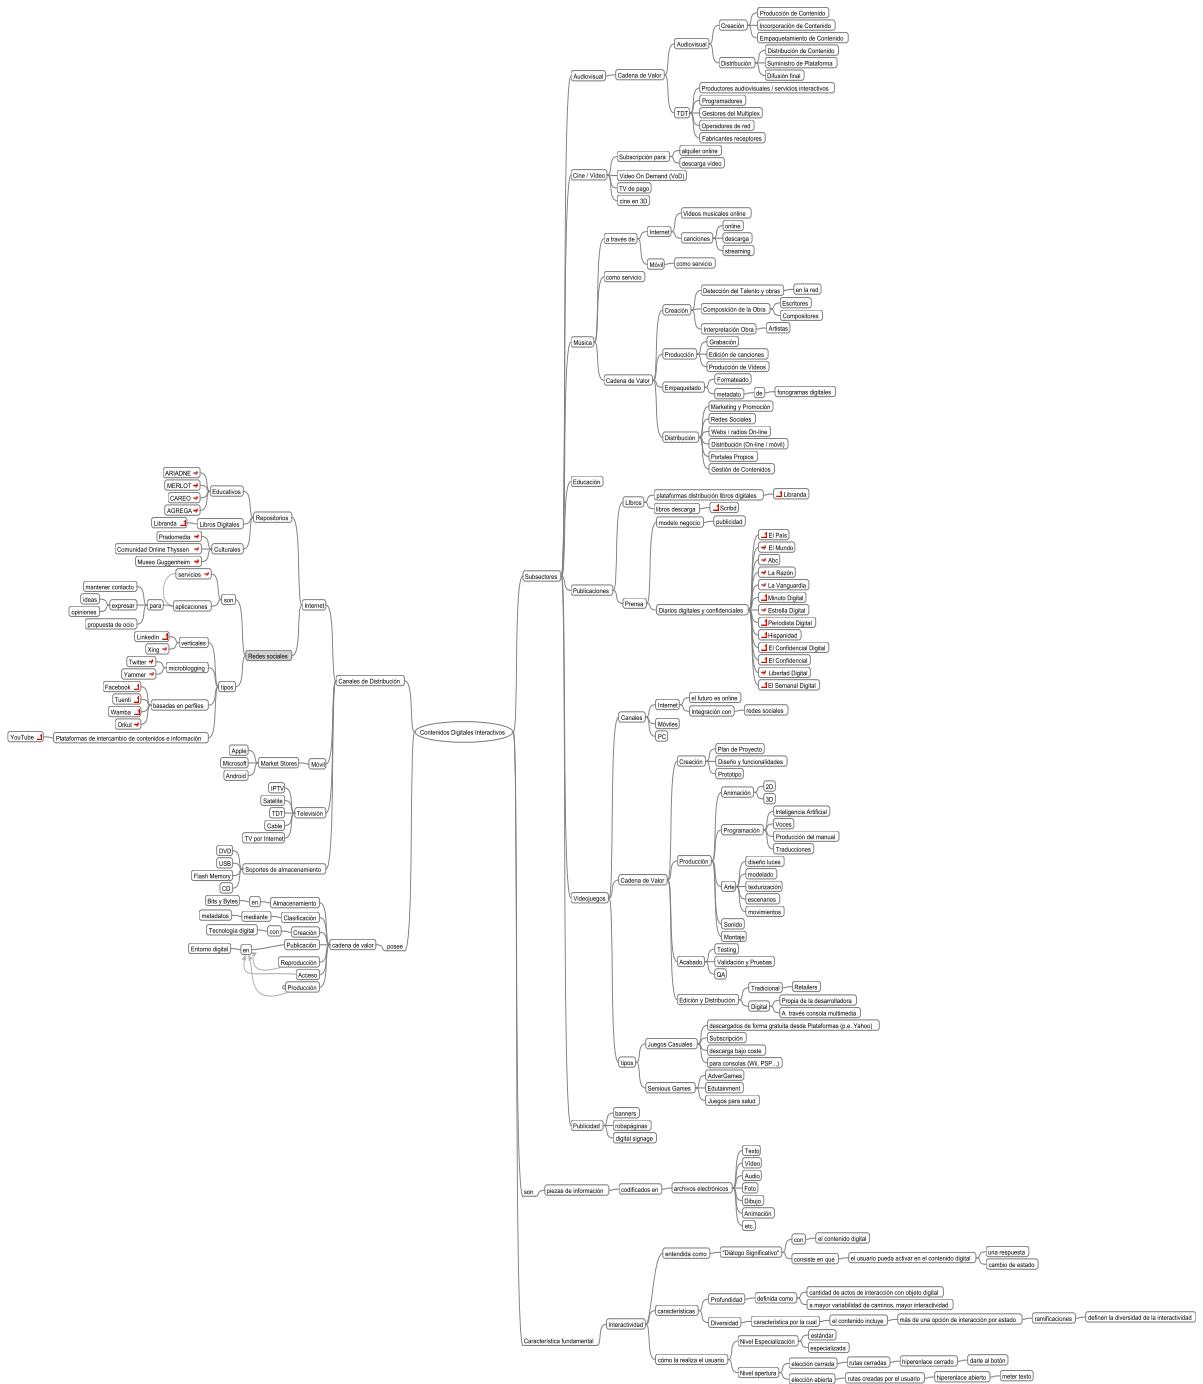 Contenidos Digitales Interactivos
Canales de Distribución
Internet
Repositorios
Educativos
ARIADNE
MERLOT
CAREO
AGREGA
Libros Digitales
Libranda
Culturales
Pradomedia
Comunidad Online Thyssen
Museo Guggenheim
Redes sociales
son
servicios
aplicaciones
para
mantener contacto
expresar
ideas
opiniones
propuesta de ocio
tipos
verticales
LinkedIn
Xing
microblogging
Twitter
Yammer
basadas en perfiles
Facebook
Tuenti
Wamba
Orkut
Plataformas de intercambio de contenidos e información
YouTube
Móvil
Market Stores
Apple
Microsoft
Android
Televisión
IPTV
Satélite
TDT
Cable
TV por Internet
Soportes de almacenamiento
DVD
USB
Flash Memory
CD
posee
cadena de valor
Almacenamiento
en
Bits y Bytes
Clasificación
mediante
metadatos
Creación
con
Tecnología digital
Publicación
en
Entorno digital
Reproducción
Acceso
Producción
Subsectores
Audiovisual
Cadena de Valor
Audiovisual
Creación
Producción de Contenido
Incorporación de Contenido
Empaquetamiento de Contenido
Distribución
Distribución de Contenido
Suministro de Plataforma
Difusión final
TDT
Productores audiovisuales / servicios interactivos
Programadores
Gestores del Multiplex
Operadores de red
Fabricantes receptores
Cine / Vídeo
Subscripción para
alquiler online
descarga vídeo
Video On Demand (VoD)
TV de pago
cine en 3D
Música
a través de
Internet
Videos musicales online
canciones
online
descarga
streaming
Móvil
como servicio
como servicio
Cadena de Valor
Creación
Detección del Talento y obras
en la red
Composición de la Obra
Escritores
Compositores
Interpretación Obra
Artistas
Producción
Grabación
Edición de canciones
Producción de Vídeos
Empaquetado
Formateado
metadato
de
fonogramas digitales
Distribución
Marketing y Promoción
Redes Sociales
Webs / radios On-line
Distribución (On-line / móvil)
Portales Propios
Gestión de Contenidos
Educación
Publicaciones
Libros
plataformas distribución libros digitales
Libranda
libros descarga
Scribd
Prensa
modelo negocio
publicidad
Diarios digitales y confidenciales
El País
El Mundo
Abc
La Razón
La Vanguardia
Minuto Digital
Estrella Digital
Periodista Digital
Hispanidad
El Confidencial Digital
El Confidencial
Libertad Digital
El Semanal Digital
Videojuegos
Canales
Internet
el futuro es online
Integración con
redes sociales
Móviles
PC
Cadena de Valor
Creación
Plan de Proyecto
Diseño y funcionalidades
Prototipo
Producción
Animación
2D
3D
Programación
Inteligencia Artificial
Voces
Producción del manual
Traducciones
Arte
diseño luces
modelado
texturización
escenarios
movimientos
Sonido
Montaje
Acabado
Testing
Validación y Pruebas
QA
Edición y Distribución
Tradicional
Retailers
Digital
Propia de la desarrolladora
A través consola multimedia
tipos
Juegos Casuales
descargados de forma gratuita desde Plataformas (p.e. Yahoo)
Subscripción
descarga bajo coste
para consolas (Wii, PSP...)
Sersious Games
AdverGames
Edutainment
Juegos para salud
Publicidad
banners
robapáginas
digital signage
son
piezas de información
codificados en
archivos electrónicos
Texto
Vídeo
Audio
Foto
Dibujo
Animación
etc.
Característica fundamental
Interactividad
entendida como
"Diálogo Significativo"
con
el contenido digital
consiste en que
el usuario pueda activar en el contenido digital
una respuesta
cambio de estado
características
Profundidad
definida como
cantidad de actos de interacción con objeto digital
a mayor variabilidad de caminos, mayor interactividad
Diversidad
característica por la cual
el contenido incluye
más de una opción de interacción por estado
ramificaciones
definen la diversidad de la interactividad
cómo la realiza el usuario
Nivel Especialización
estándar
especializada
Nivel apertura
elección cerrada
rutas cerradas
hiperenlace cerrado
darle al botón
elección abierta
rutas creadas por el usuario
hiperenlace abierto
meter texto